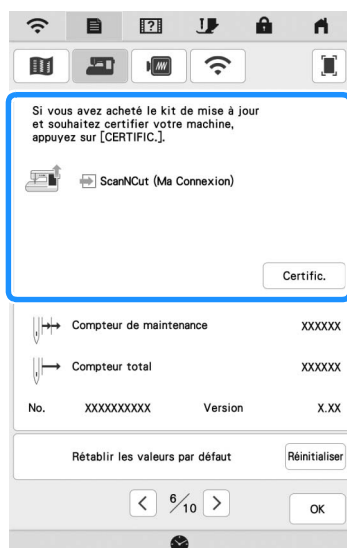 Si vous avez acheté le kit de mise à jour
et souhaitez certifier votre machine,
appuyez sur [CERTIFIC.].
ScanNCut (Ma Connexion)
Certific.
Compteur de maintenance XXXXXX
Compteur total XXXXXX
No. XXXXXXXXXX Version X.XX
Rétablir les valeurs par défaut Réinitialiser
< 6/10 > OK